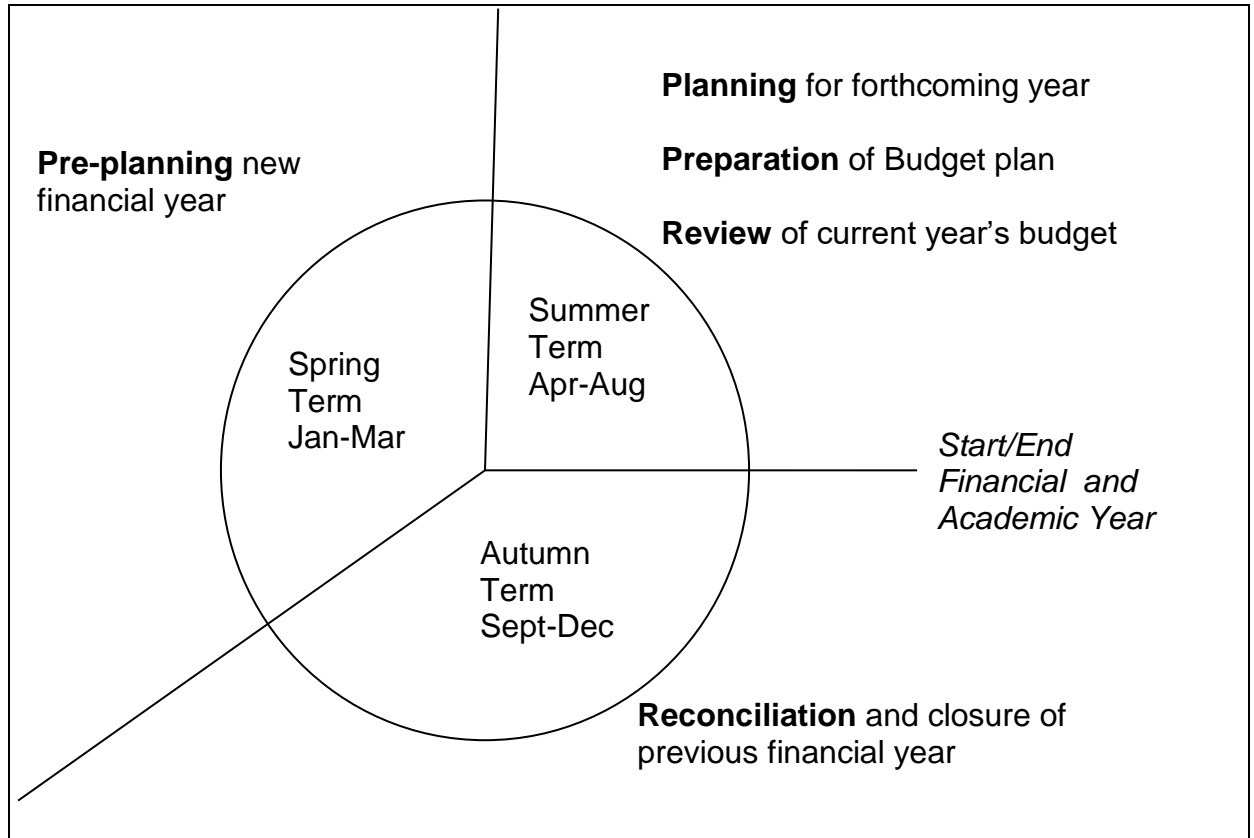 Pre-planning new
financial year
Planning for forthcoming year
Preparation of Budget plan
Review of current year’s budget
Spring
Term
Jan-Mar
Summer
Term
Apr-Aug
Start/End
Financial and
Academic Year
Autumn
Term
Sept-Dec
Reconciliation and closure of
previous financial year